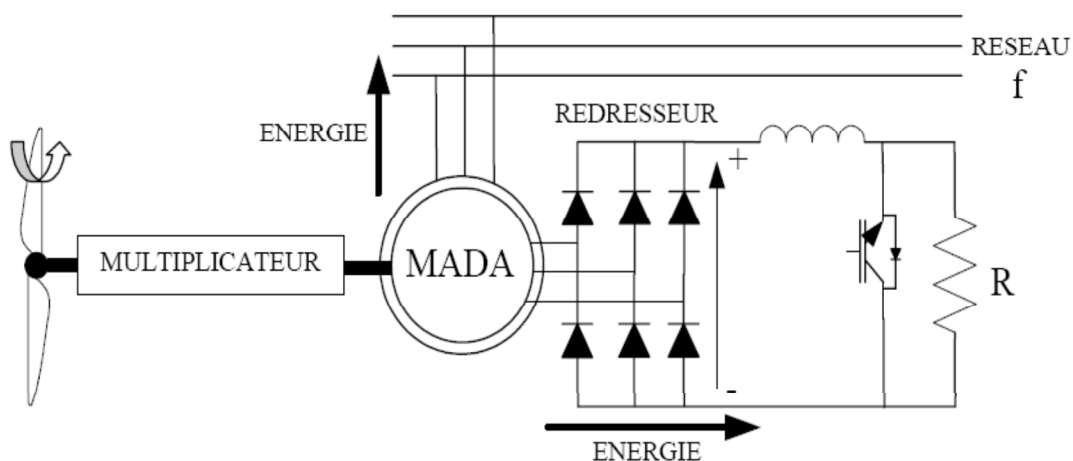 RESEAU
f
REDRESSEUR
ENERGIE
+
MULTIPLICATEUR
MADA
R
-
ENERGIE